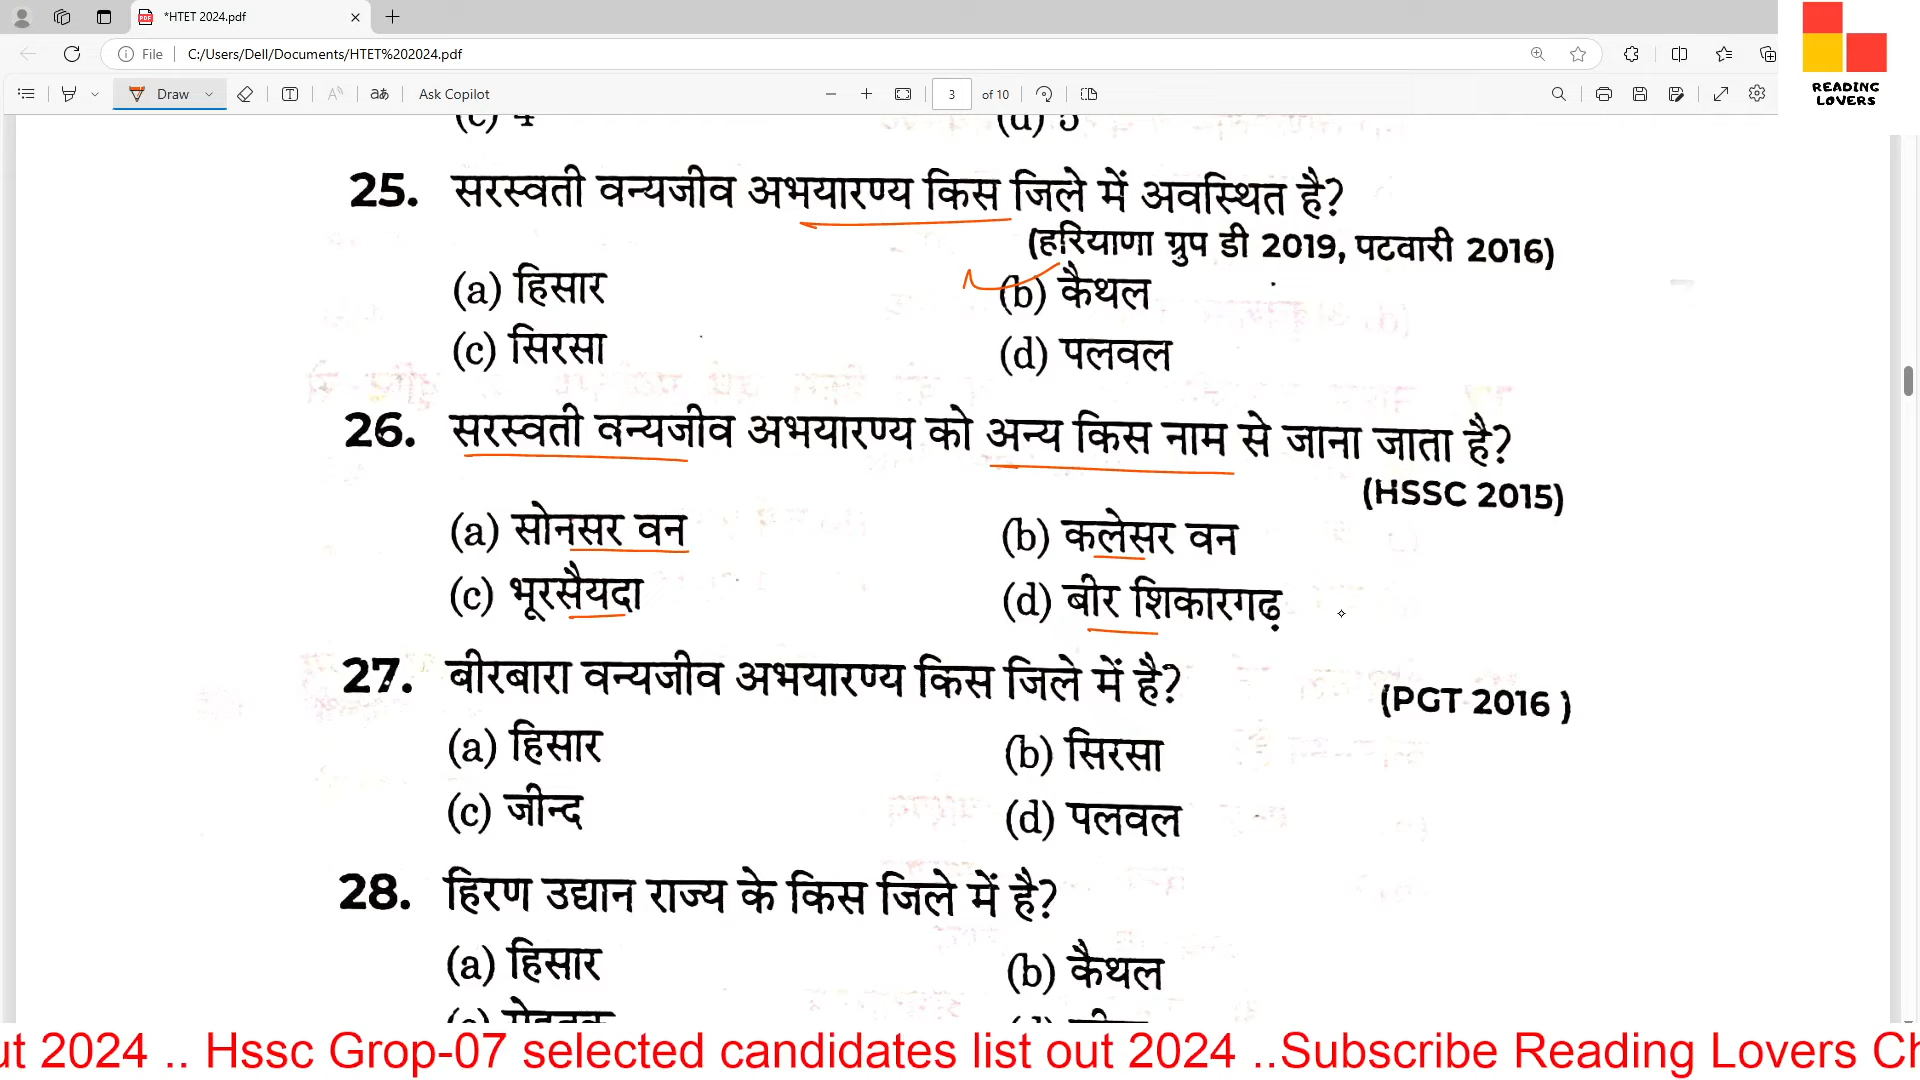 *HTET 2024.pdf
File C:/Users/Dell/Documents/HTET%202024.pdf
READING
LOVERS
Draw aあ Ask Copilot 3 of 10
(c) 4 (d) 5
25. सरस्वती वन्यजीव अभयारण्य किस जिले में अवस्थित है?
(हरियाणा ग्रुप डी 2019, पटवारी 2016)
(a) हिसार (b) कैथल
(c) सिरसा (d) पलवल
26. सरस्वती वन्यजीव अभयारण्य को अन्य किस नाम से जाना जाता है?
(HSSC 2015)
(a) सोनसर वन (b) कलेसर वन
(c) भूरसैयदा (d) बीर शिकारगढ़
27. बीरबारा वन्यजीव अभयारण्य किस जिले में है?
(PGT 2016 )
(a) हिसार (b) सिरसा
(c) जीन्द (d) पलवल
28. हिरण उद्यान राज्य के किस जिले में है?
(a) हिसार (b) कैथल
ut 2024 .. Hssc Grop-07 selected candidates list out 2024 ..Subscribe Reading Lovers Ch